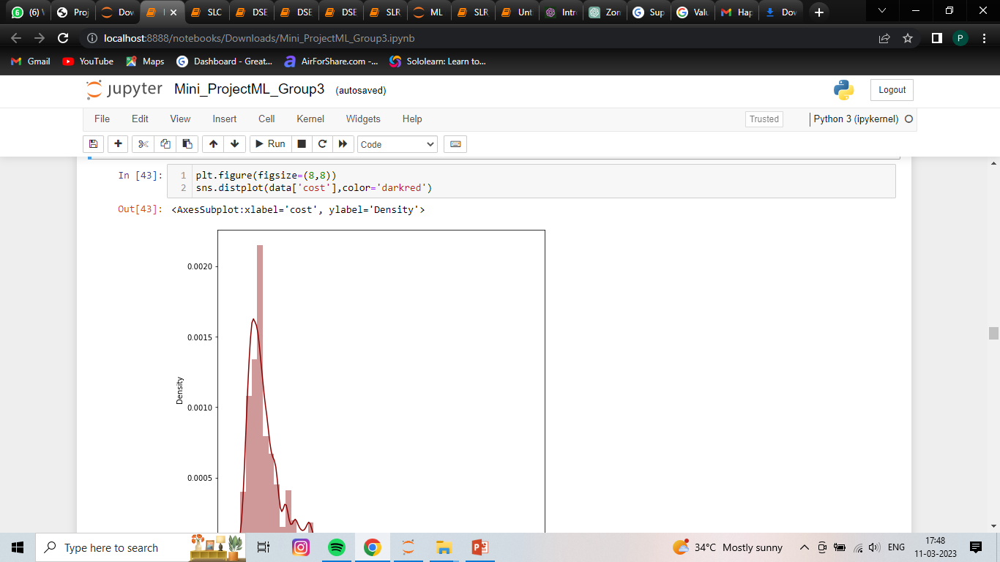 (6) \
Proj
Dow
SLC
DSE
DSE
DSE
SLR
ML
SLR
Unt
Intr
Zon
Sup
Valu
Hap
Dov
localhost:8888/notebooks/Downloads/Mini_ProjectML_Group3.ipynb
P
Gmail
YouTube
Maps
Dashboard - Great...
AirForShare.com -...
Sololearn: Learn to...
jupyter
Mini_ProjectML_Group3 (autosaved)
Logout
File Edit View Insert Cell Kernel Widgets Help
Trusted
Python 3 (ipykernel)
Run
Code
In [43]:
1 plt.figure(figsize=(8,8))
2 sns.distplot(data['cost'],color='darkred')
Out[43]: <AxesSubplot:xlabel='cost', ylabel='Density'>
0.0020
0.0015
0.0010
0.0005
Density
Type here to search
34°C Mostly sunny
ENG
17:48
11-03-2023